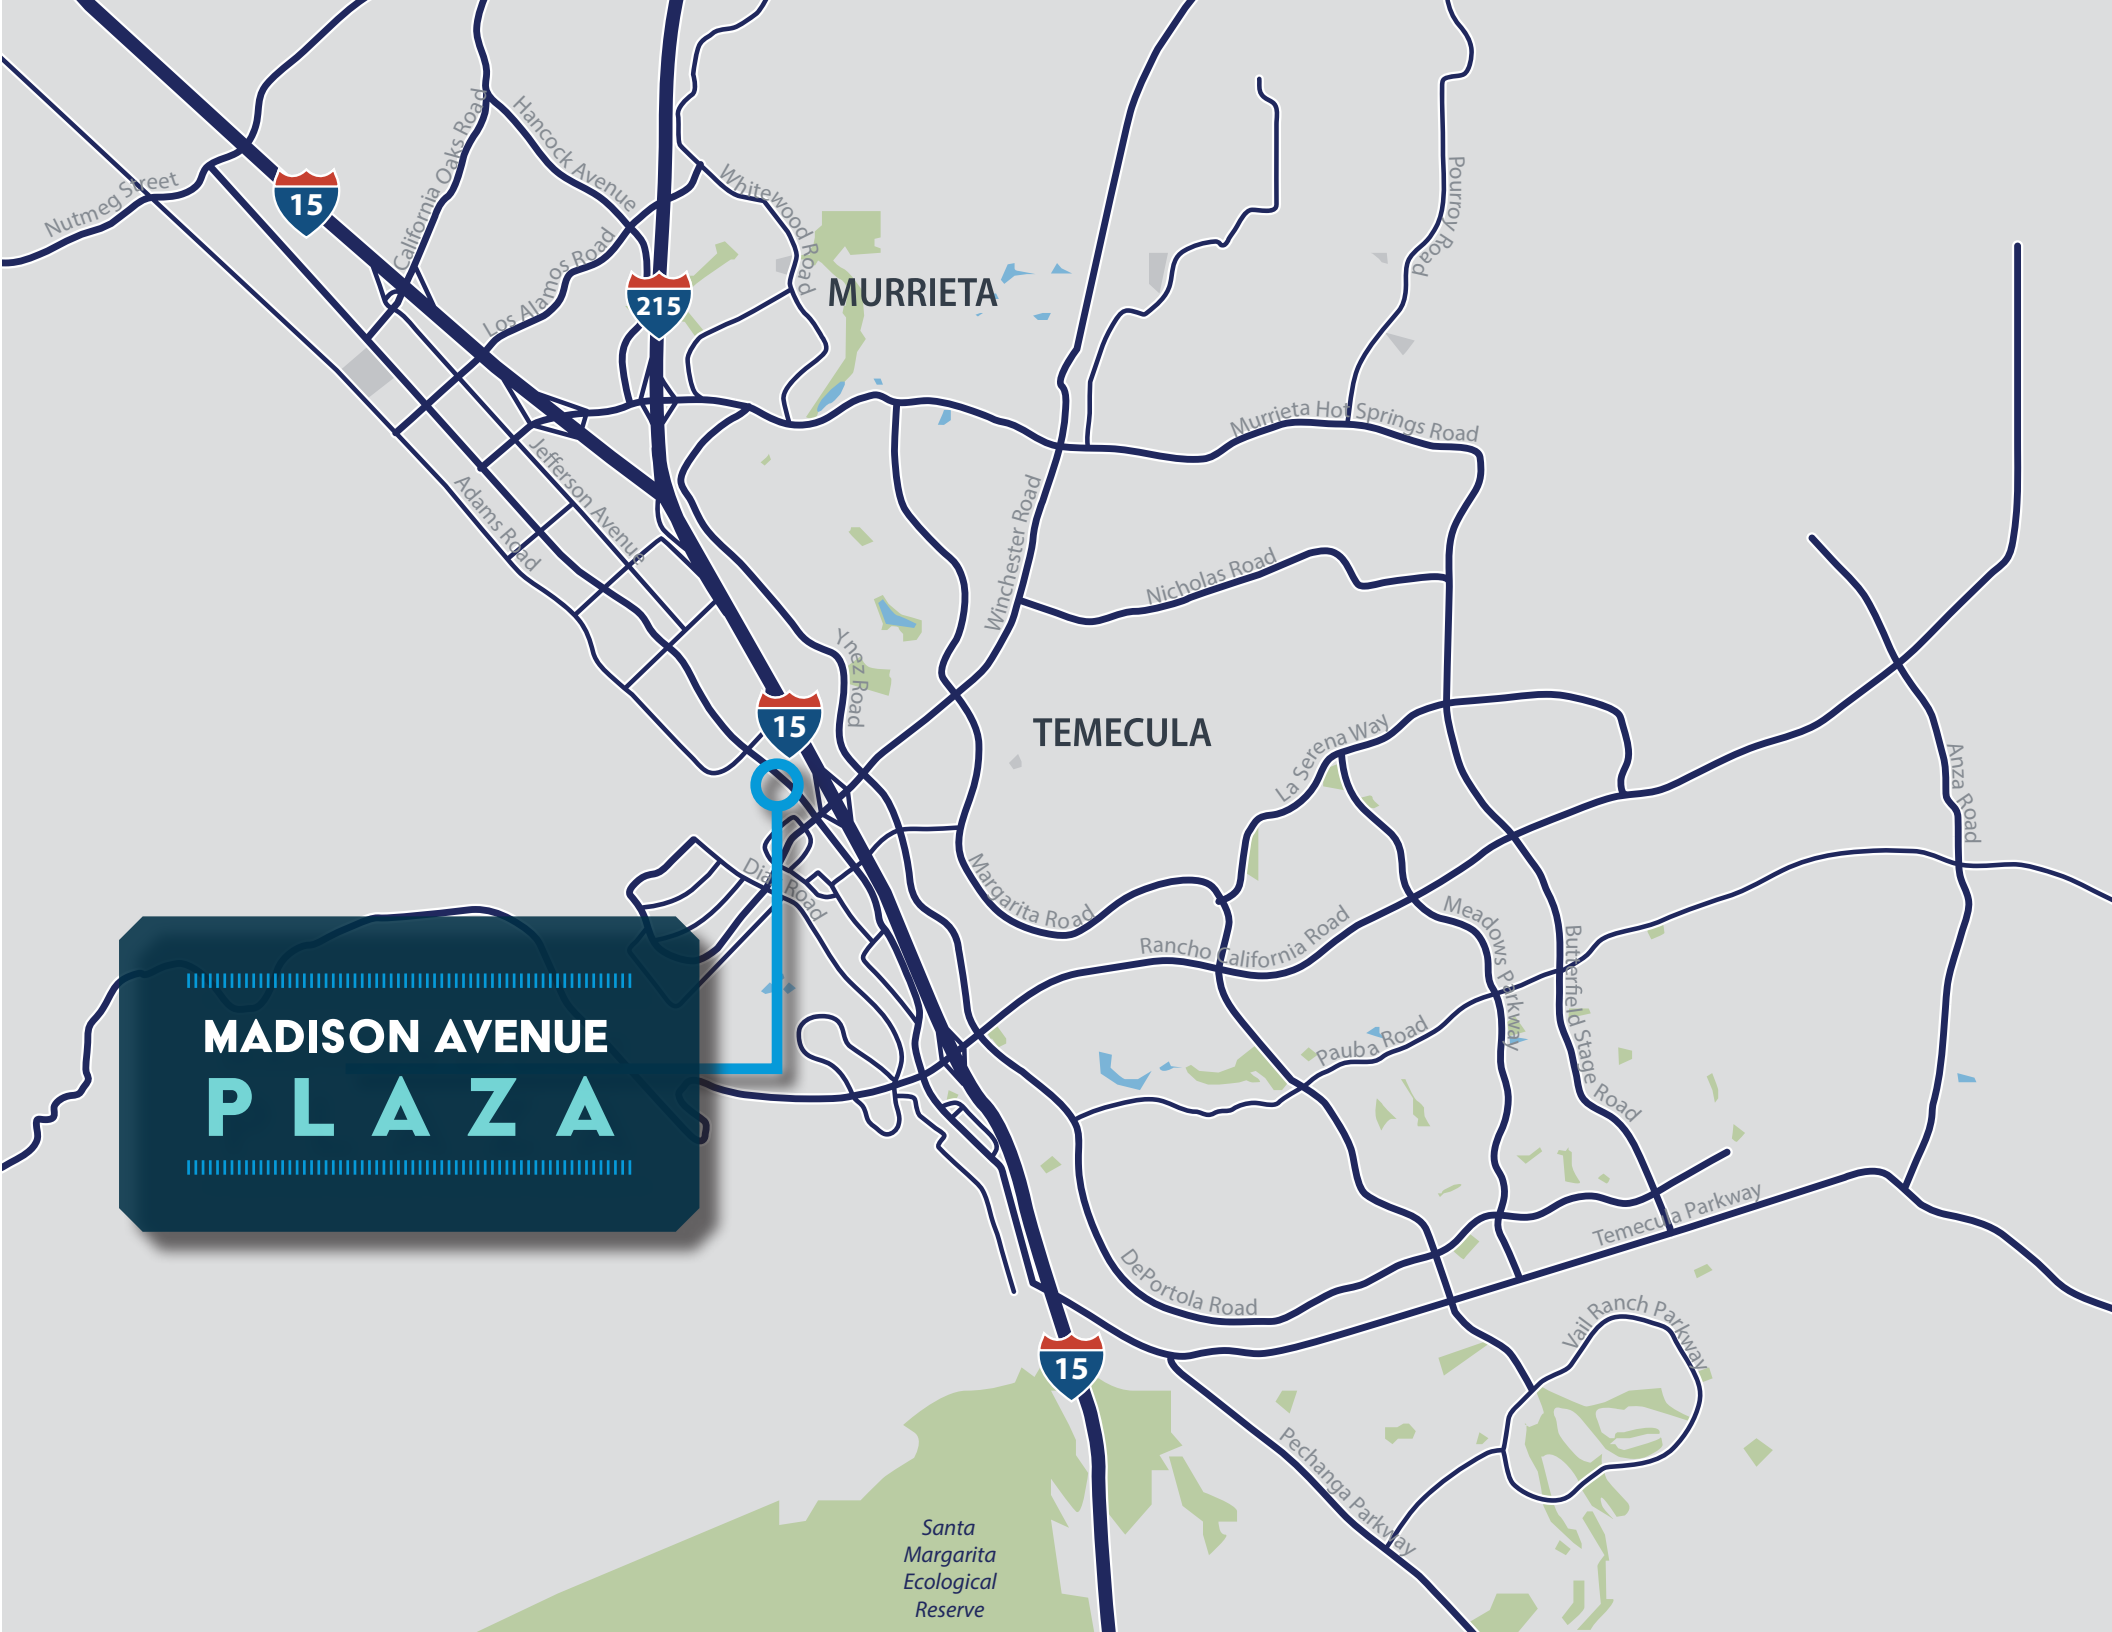 Nutmeg Street
15
California Oaks Road
Hancock Avenue
Los Alamos Road
215
Whitewood Road
MURRIETA
Pourroy Road
Murrieta Hot Springs Road
Jefferson Avenue
Adams Road
Winchester Road
Nicholas Road
Ynez Road
15
TEMECULA
La Serena Way
Anza Road
Diaz Road
Margarita Road
Rancho California Road
Meadows Parkway
Butterfield Stage Road
Pauba Road
MADISON AVENUE
PLAZA
Temecula Parkway
DePortola Road
Vail Ranch Parkway
15
Pechanga Parkway
Santa
Margarita
Ecological
Reserve